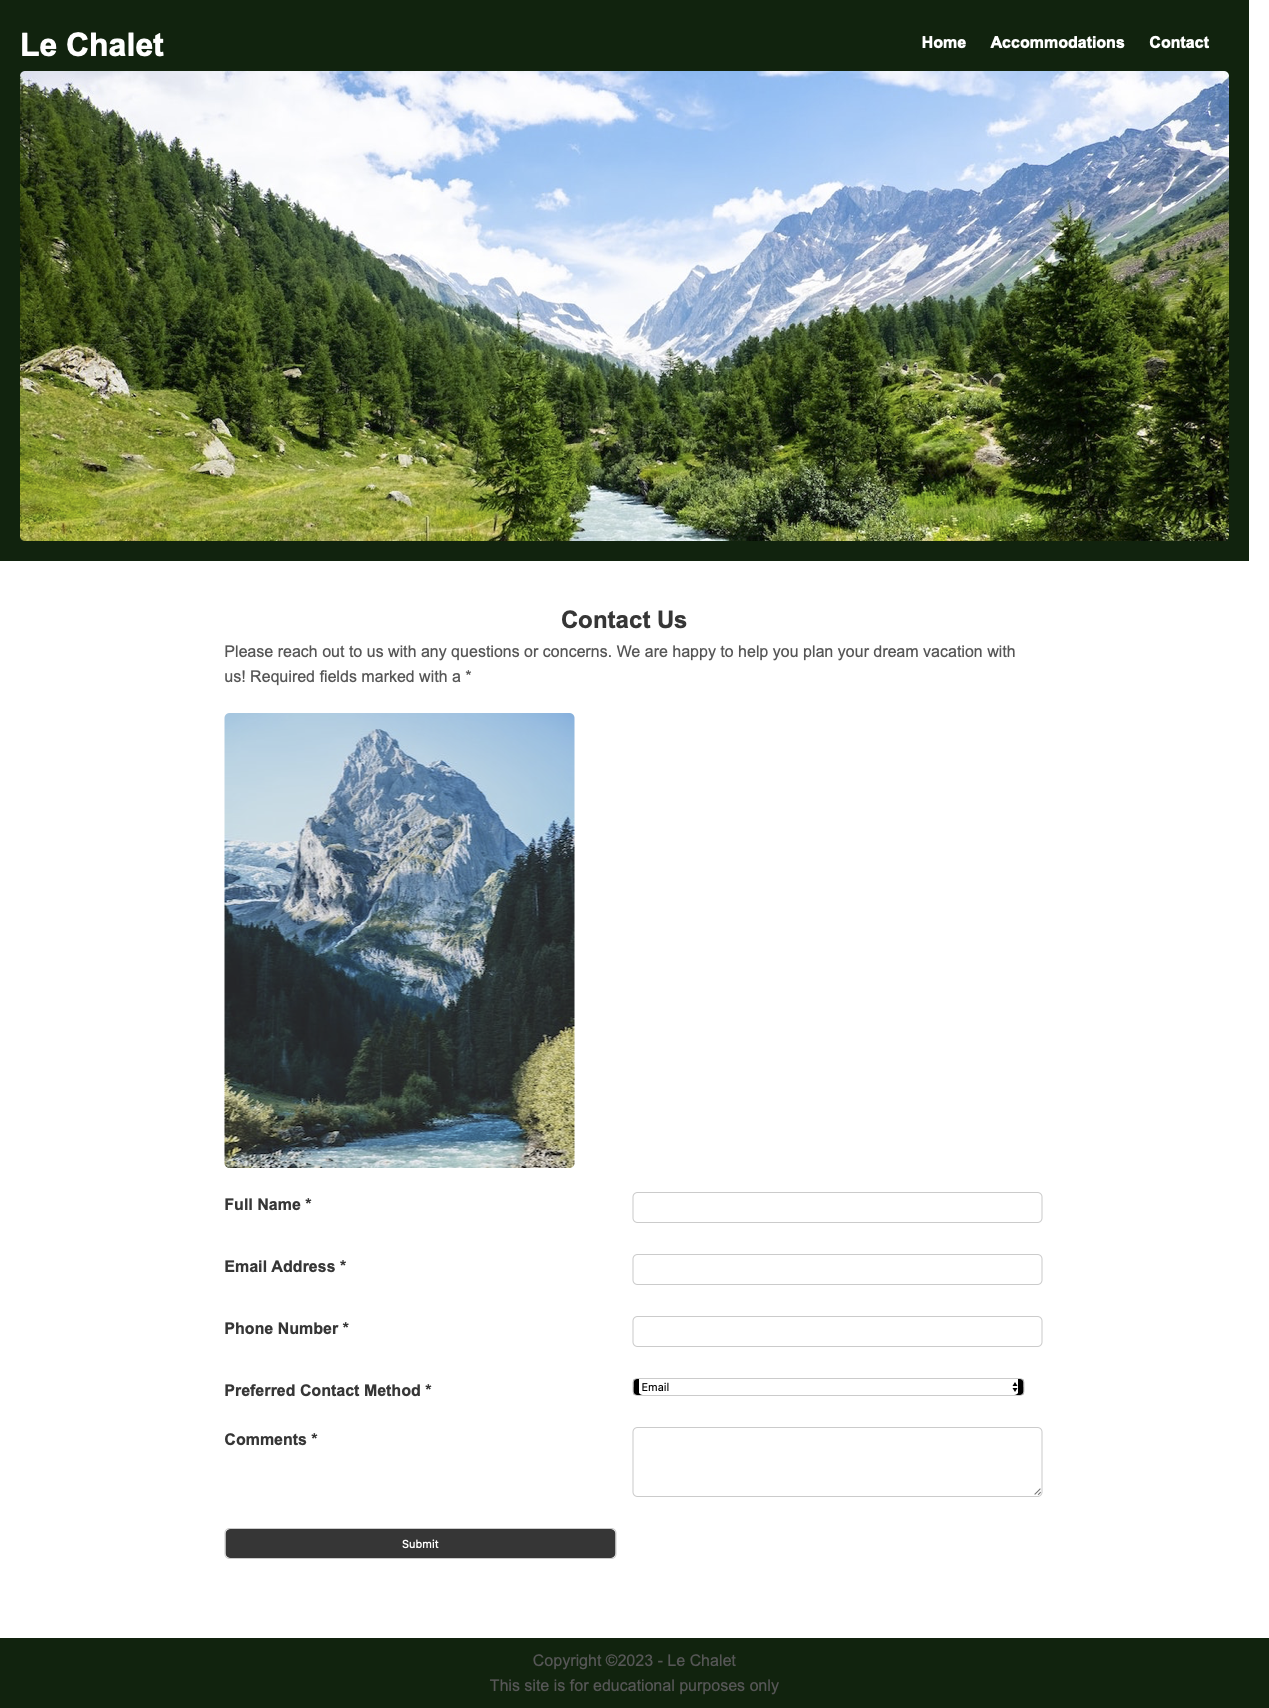 Le Chalet
Home Accommodations Contact
Contact Us
Please reach out to us with any questions or concerns. We are happy to help you plan your dream vacation with
us! Required fields marked with a *
Full Name *
Email Address *
Phone Number *
Preferred Contact Method *
Email
Comments *
Submit
Copyright ©2023 - Le Chalet
This site is for educational purposes only